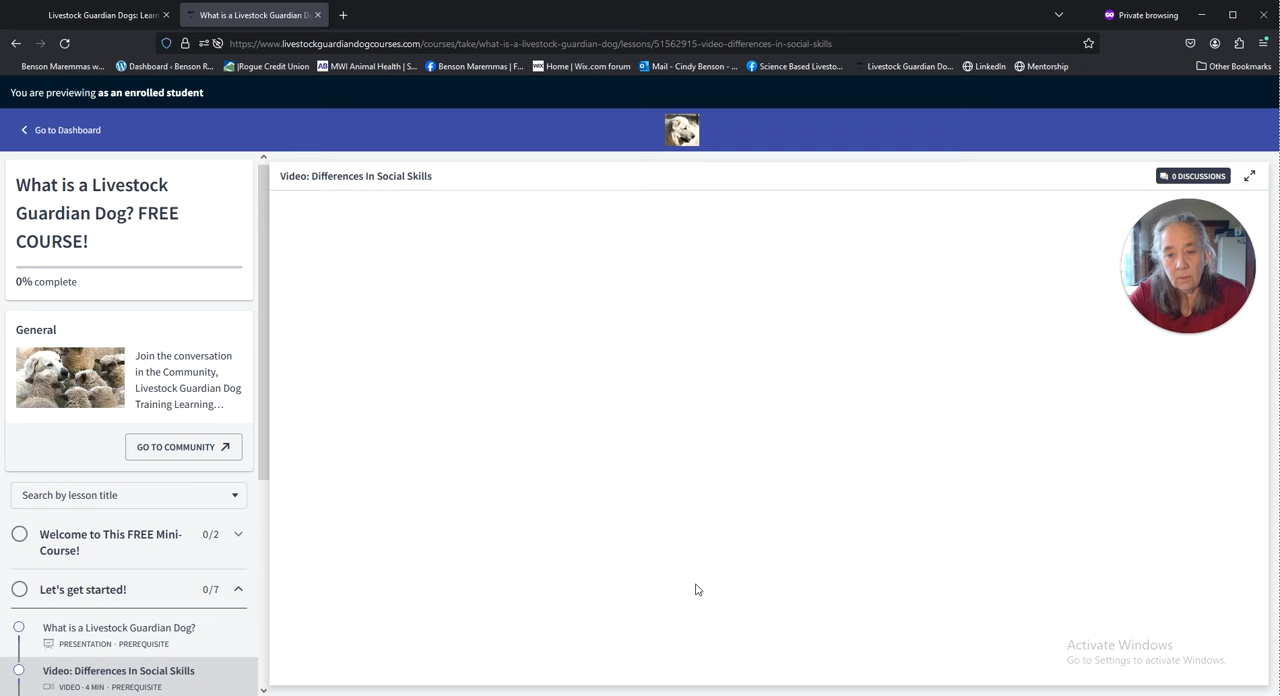 Livestock Guardian Dogs: Learn
What is a Livestock Guardian D
Private browsing
https://www.livestockguardiandogcourses.com/courses/take/what-is-a-livestock-guardian-dog/lessons/51562915-video-differences-in-social-skills
Benson Maremmas w... Dashboard ‹ Benson R... |Rogue Credit Union MWI Animal Health | S... Benson Maremmas | F... Home | Wix.com forum Mail - Cindy Benson - ... Science Based Livesto... Livestock Guardian Do... LinkedIn Mentorship Other Bookmarks
You are previewing as an enrolled student
Go to Dashboard
What is a Livestock
Guardian Dog? FREE
COURSE!
0% complete
General
Join the conversation
in the Community,
Livestock Guardian Dog
Training Learning...
GO TO COMMUNITY
Search by lesson title
Welcome to This FREE Mini-
Course!
0/2
Let's get started! 0/7
What is a Livestock Guardian Dog?
PRESENTATION · PREREQUISITE
Video: Differences In Social Skills
VIDEO · 4 MIN · PREREQUISITE
Video: Differences In Social Skills
0 DISCUSSIONS
Activate Windows
Go to Settings to activate Windows.